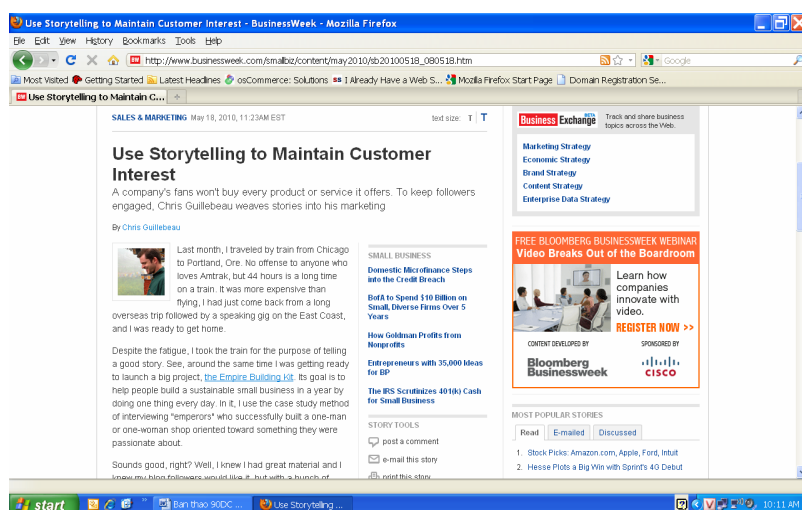 Use Storytelling to Maintain Customer Interest - BusinessWeek - Mozilla Firefox
File Edit View History Bookmarks Tools Help
http://www.businessweek.com/smallbiz/content/may2010/sb20100518_080518.htm
Google
Most Visited Getting Started Latest Headlines osCommerce: Solutions I Already Have a Web S... Mozilla Firefox Start Page Domain Registration Se...
Use Storytelling to Maintain C...
SALES & MARKETING May 18, 2010, 11:23AM EST
text size: T T
Use Storytelling to Maintain Customer
Interest
A company's fans won't buy every product or service
it offers. To keep followers
engaged, Chris Guillebeau weaves stories into his
marketing
By Chris Guillebeau
Last month, I traveled by train from Chicago
to Portland, Ore. No offense to anyone who
loves Amtrak, but 44 hours is a long time
on a train. It was more expensive than
flying, I had just come back from a long
overseas trip followed by a speaking gig on the East Coast,
and I was ready to get home.
Despite the fatigue, I took the train for the purpose of telling
a good story. See, around the same time I was getting ready
to launch a big project, the Empire Building Kit. Its goal is to
help people build a sustainable small business in a year by
doing one thing every day. In it, I use the case study method
of interviewing "emperors" who successfully built a one-man
or one-woman shop oriented toward something they were
passionate about.
Sounds good, right? Well, I knew I had great material and I
knew my blog followers would like it, but with a bunch of
SMALL BUSINESS
Domestic Microfinance Steps
into the Credit Breach
BofA to Spend $10 Billion on
Small, Diverse Firms Over 5
Years
How Goldman Profits from
Nonprofits
Entrepreneurs with 35,000 Ideas
for BP
The IRS Scrutinizes 401(k) Cash
for Small Business
STORY TOOLS
post a comment
e-mail this story
print this story
Business Exchange BETA
Track and share business
topics across the Web.
Marketing Strategy
Economic Strategy
Brand Strategy
Content Strategy
Enterprise Data Strategy
FREE BLOOMBERG BUSINESSWEEK WEBINAR
Video Breaks Out of the Boardroom
Learn how
companies
innovate with
video.
REGISTER NOW >>
CONTENT DEVELOPED BY
SPONSORED BY
Bloomberg
Businessweek
CISCO
MOST POPULAR STORIES
Read E-mailed Discussed
1. Stock Picks: Amazon.com, Apple, Ford, Intuit
2. Hesse Plots a Big Win with Sprint's 4G Debut
start
Ban thao 90DC ...
Use Storytelling ...
10:11 AM